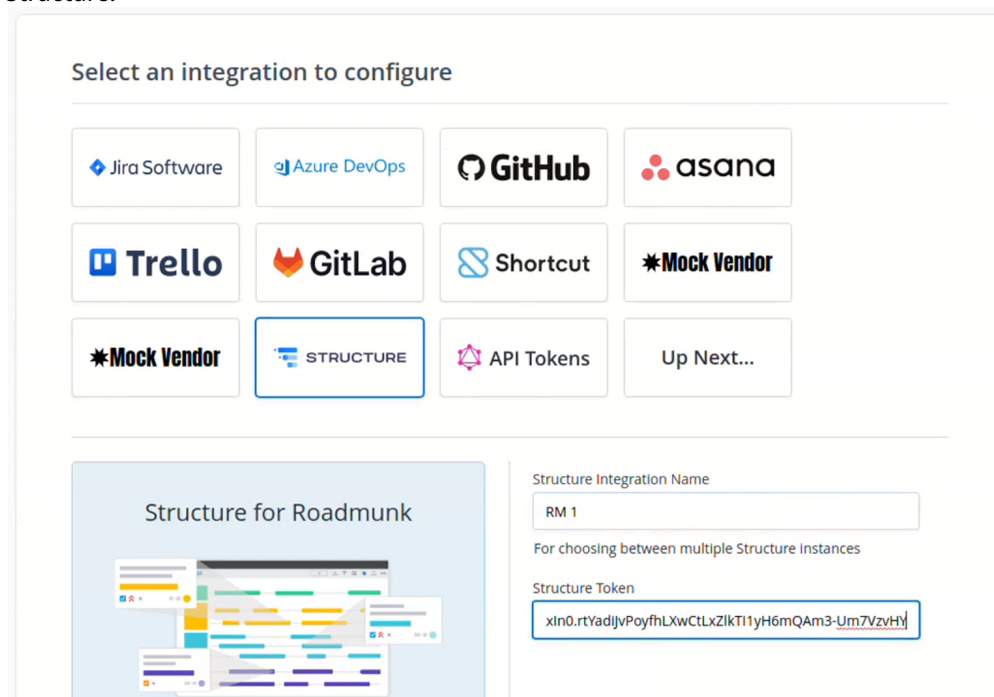 Structure.
Select an integration to configure
Jira Software
Azure DevOps
GitHub
asana
Trello
GitLab
Shortcut
Mock Vendor
Mock Vendor
STRUCTURE
API Tokens
Up Next...
Structure for Roadmunk
Structure Integration Name
RM 1
For choosing between multiple Structure instances
Structure Token
xIn0.rtYadiJvPoyfhLXwCtLxZlkTI1yH6mQAm3-Um7VzvHY